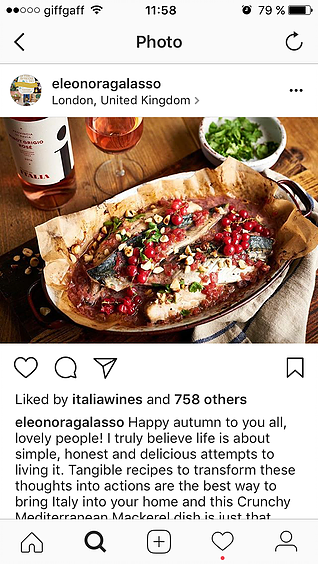 giffgaff 11:58 79 %
Photo
eleonoragalasso
London, United Kingdom >
ITALIA
Liked by italiawines and 758 others
eleonoragalasso Happy autumn to you all,
lovely people! I truly believe life is about
simple, honest and delicious attempts to
living it. Tangible recipes to transform these
thoughts into actions are the best way to
bring Italy into your home and this Crunchy
Mediterranean Mackerel dish is just that